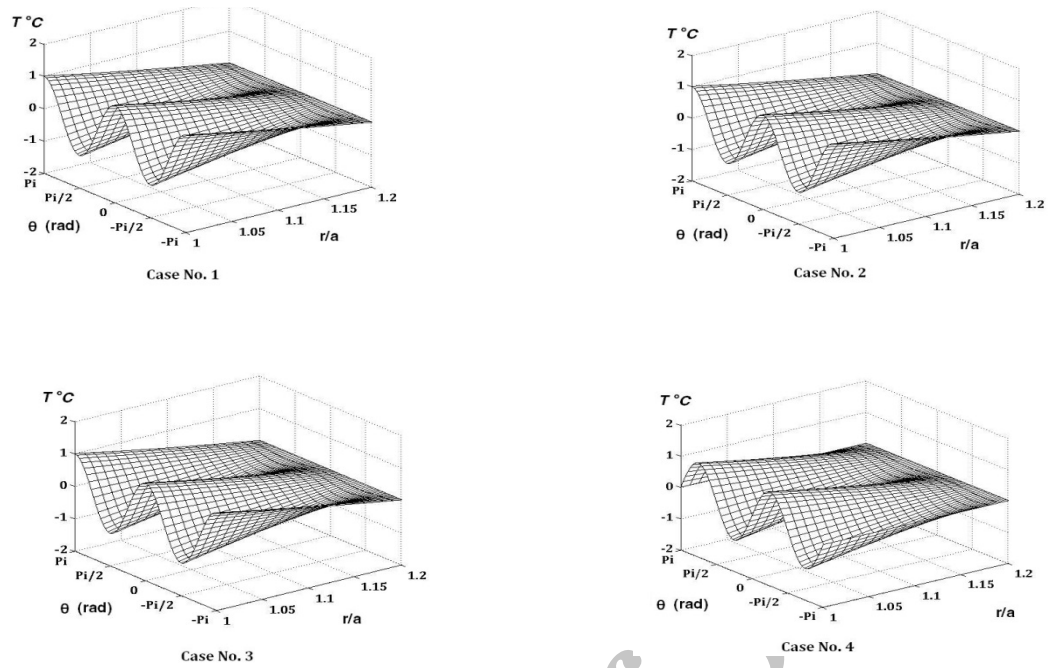 T °C
2
1
0
-1
-2
Pi
Pi/2
0
-Pi/2
-Pi
θ (rad)
1
1.05
1.1
1.15
1.2
r/a
Case No. 1
T °C
2
1
0
-1
-2
Pi
Pi/2
0
-Pi/2
-Pi
θ (rad)
1
1.05
1.1
1.15
1.2
r/a
Case No. 2
T °C
2
1
0
-1
-2
Pi
Pi/2
0
-Pi/2
-Pi
θ (rad)
1
1.05
1.1
1.15
1.2
r/a
Case No. 3
T °C
2
1
0
-1
-2
Pi
Pi/2
0
-Pi/2
-Pi
θ (rad)
1
1.05
1.1
1.15
1.2
r/a
Case No. 4